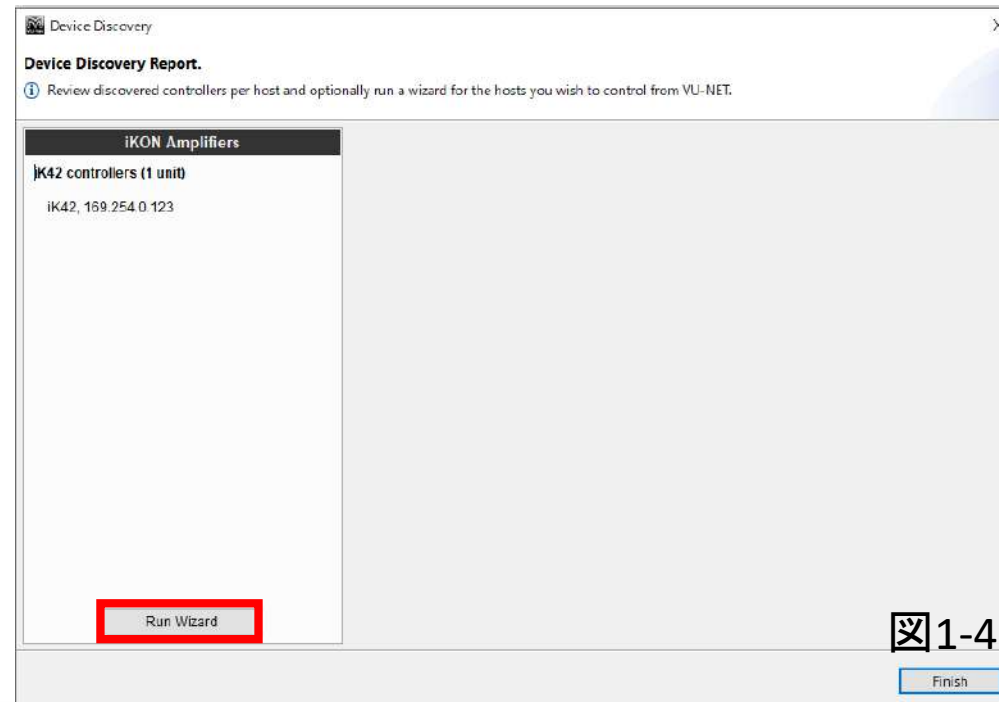 Device Discovery
Device Discovery Report.
Review discovered controllers per host and optionally run a wizard for the hosts you wish to control from VU-NET.
iKON Amplifiers
iK42 controllers (1 unit)
iK42, 169.254.0.123
Run Wizard
図1-4
Finish